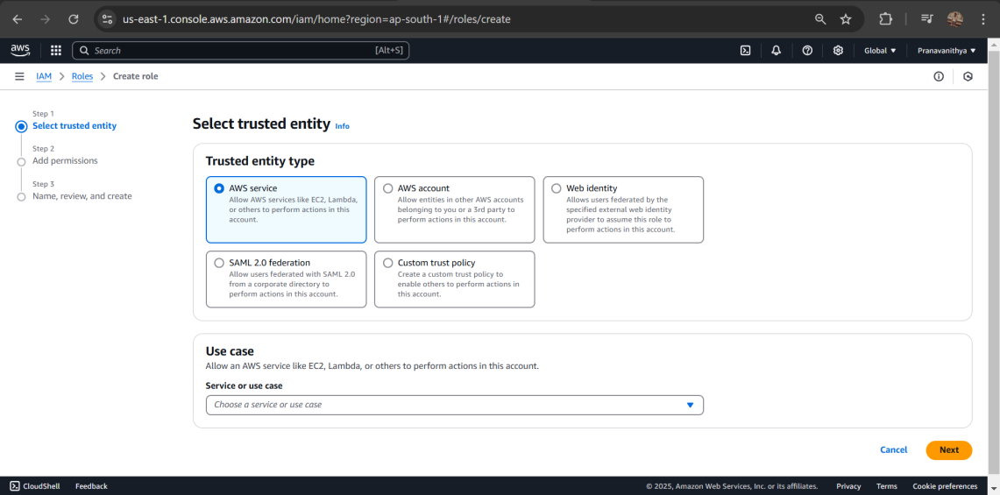 us-east-1.console.aws.amazon.com/iam/home?region=ap-south-1#/roles/create
aws
Search [Alt+S] Global Pranavanithya
IAM > Roles > Create role
Step 1
Select trusted entity
Step 2
Add permissions
Step 3
Name, review, and create
Select trusted entity Info
Trusted entity type
AWS service
Allow AWS services like EC2, Lambda,
or others to perform actions in this
account.
AWS account
Allow entities in other AWS accounts
belonging to you or a 3rd party to
perform actions in this account.
Web identity
Allows users federated by the
specified external web identity
provider to assume this role to
perform actions in this account.
SAML 2.0 federation
Allow users federated with SAML 2.0
from a corporate directory to
perform actions in this account.
Custom trust policy
Create a custom trust policy to
enable others to perform actions in
this account.
Use case
Allow an AWS service like EC2, Lambda, or others to perform actions in this account.
Service or use case
Choose a service or use case
Cancel Next
CloudShell Feedback © 2025, Amazon Web Services, Inc. or its affiliates. Privacy Terms Cookie preferences